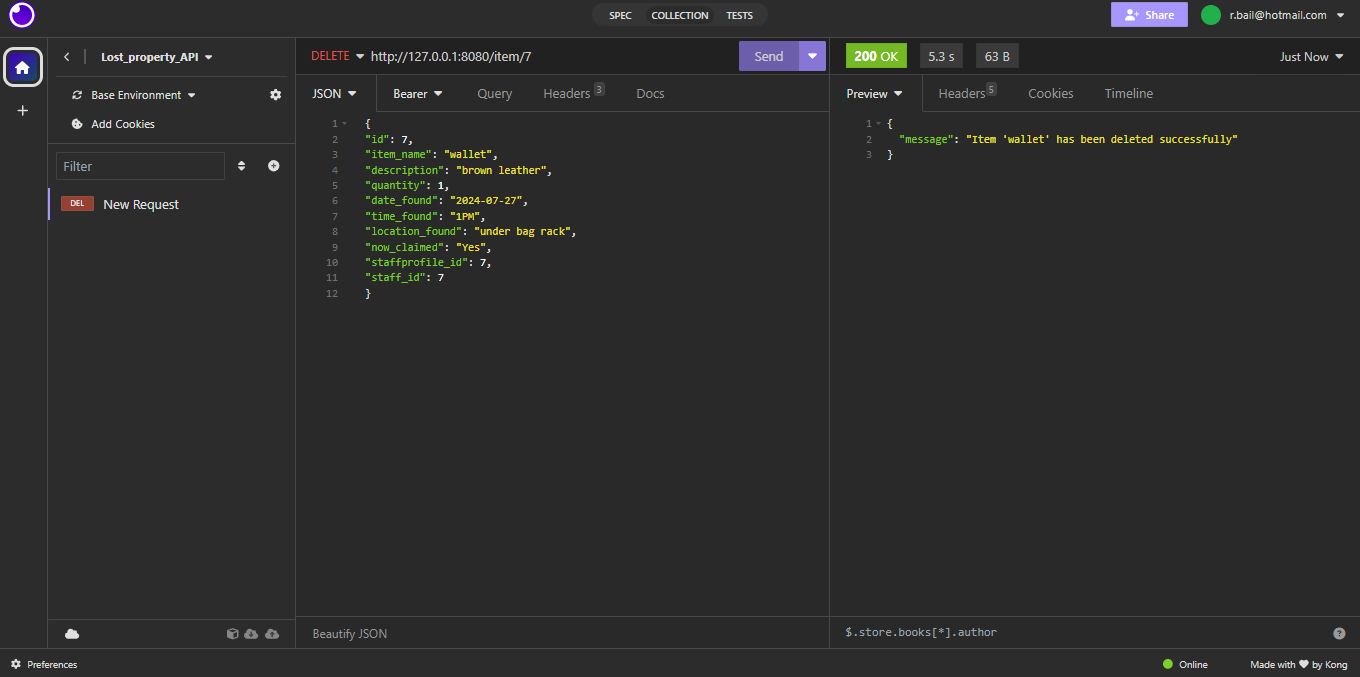 SPEC COLLECTION TESTS
Share
r.bail@hotmail.com
Lost_property_API
Base Environment
Add Cookies
Filter
DEL New Request
DELETE http://127.0.0.1:8080/item/7
Send
JSON Bearer Query Headers 3 Docs
1 {
2 "id": 7,
3 "item_name": "wallet",
4 "description": "brown leather",
5 "quantity": 1,
6 "date_found": "2024-07-27",
7 "time_found": "1PM",
8 "location_found": "under bag rack",
9 "now_claimed": "Yes",
10 "staffprofile_id": 7,
11 "staff_id": 7
12 }
Beautify JSON
200 OK 5.3 s 63 B Just Now
Preview Headers 5 Cookies Timeline
1 {
2 "message": "Item 'wallet' has been deleted successfully"
3 }
$.store.books[*].author
?
Preferences
Online
Made with ♥ by Kong